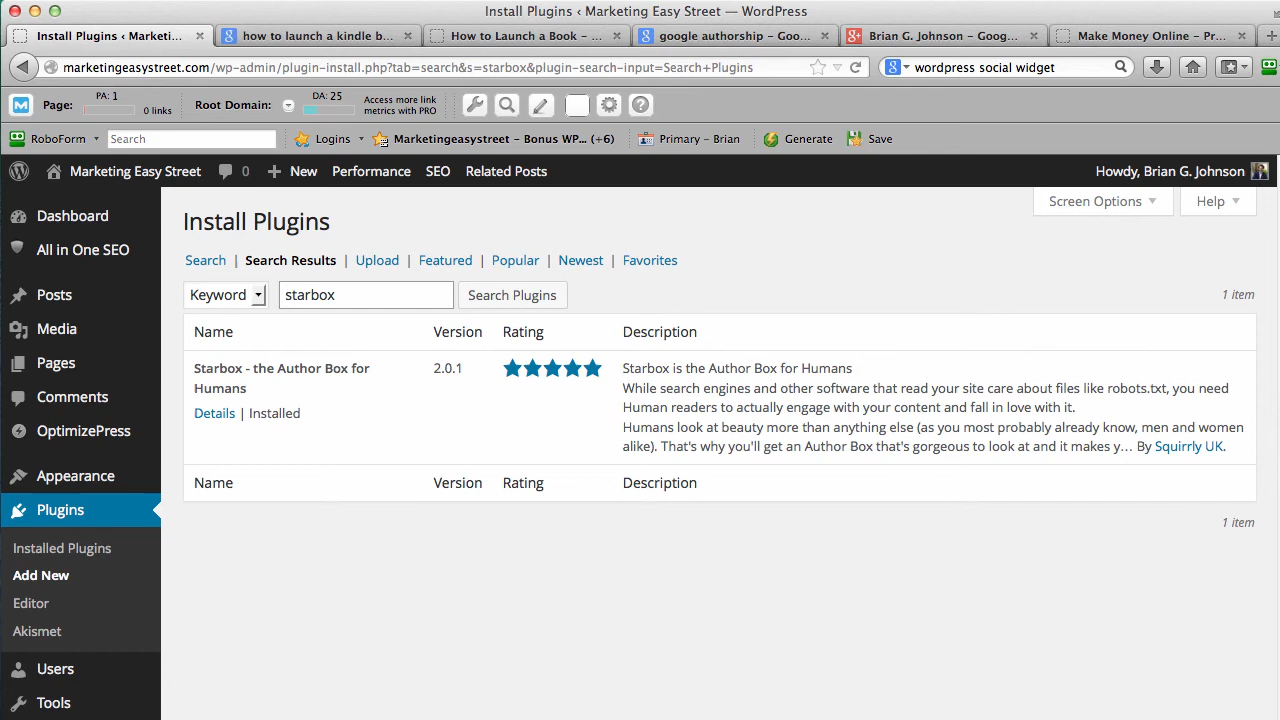 Install Plugins ‹ Marketing Easy Street — WordPress
Install Plugins ‹ Marketi...
how to launch a kindle b...
How to Launch a Book – ...
google authorship – Goo...
Brian G. Johnson – Goog...
Make Money Online – Pr...
marketingeasystreet.com/wp-admin/plugin-install.php?tab=search&s=starbox&plugin-search-input=Search+Plugins
wordpress social widget
Page:
PA: 1
0 links
Root Domain:
DA: 25
Access more link
metrics with PRO
RoboForm
Search
Logins
Marketingeasystreet – Bonus WP... (+6)
Primary – Brian
Generate
Save
Marketing Easy Street
0
New
Performance
SEO
Related Posts
Howdy, Brian G. Johnson
Dashboard
All in One SEO
Posts
Media
Pages
Comments
OptimizePress
Appearance
Plugins
Installed Plugins
Add New
Editor
Akismet
Users
Tools
Screen Options
Help
Install Plugins
Search | Search Results | Upload | Featured | Popular | Newest | Favorites
Keyword
starbox
Search Plugins
1 item
Name Version Rating Description
Starbox - the Author Box for
Humans
Details | Installed
2.0.1
Starbox is the Author Box for Humans
While search engines and other software that read your site care about files like robots.txt, you need
Human readers to actually engage with your content and fall in love with it.
Humans look at beauty more than anything else (as you most probably already know, men and women
alike). That's why you'll get an Author Box that's gorgeous to look at and it makes y… By Squirrly UK.
Name Version Rating Description
1 item